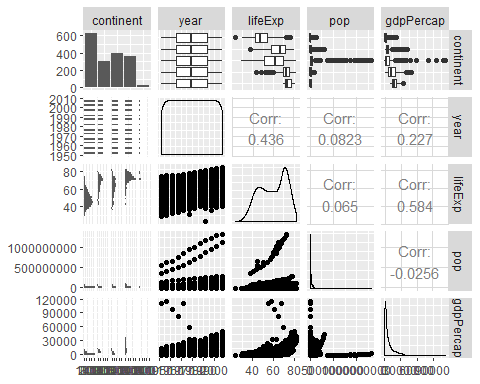 continent year lifeExp pop gdpPercap
600
400
200
0
continent
2010
2000
1990
1980
1970
1960
1950
Corr:
0.436
Corr:
0.0823
Corr:
0.227
year
80
60
40
Corr:
0.065
Corr:
0.584
lifeExp
1000000000
500000000
0
Corr:
-0.0256
pop
120000
90000
60000
30000
0
gdpPercap
40 60 80